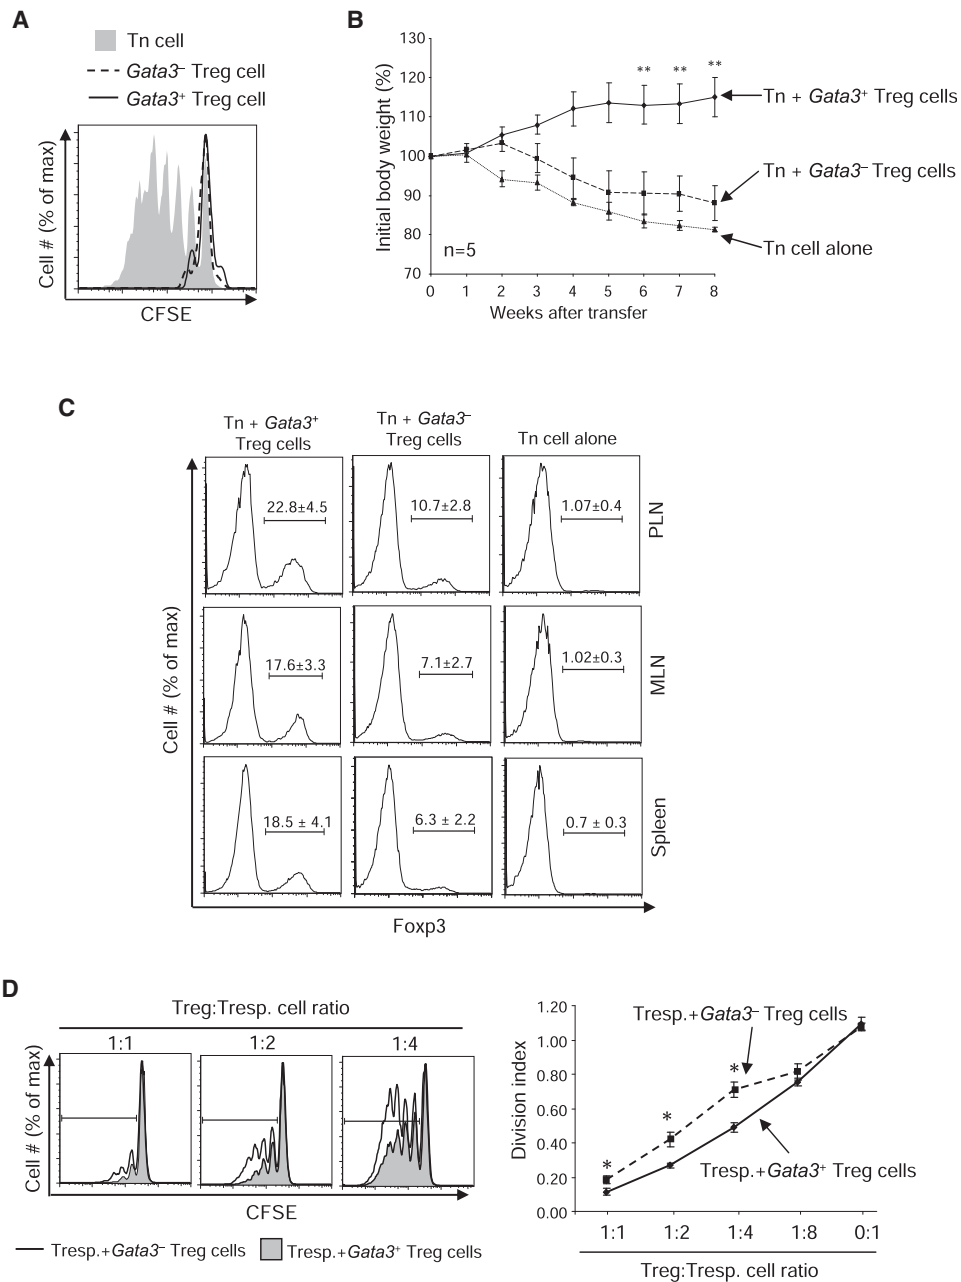 A
Tn cell
Gata3– Treg cell
Gata3+ Treg cell
Cell # (% of max)
CFSE
B
Initial body weight (%)
130
120
110
100
90
80
70
** ** **
n=5
0 1 2 3 4 5 6 7 8
Weeks after transfer
Tn + Gata3+ Treg cells
Tn + Gata3– Treg cells
Tn cell alone
C
Tn + Gata3+
Treg cells
Tn + Gata3–
Treg cells
Tn cell alone
22.8±4.5
10.7±2.8
1.07±0.4
PLN
17.6±3.3
7.1±2.7
1.02±0.3
MLN
18.5 ± 4.1
6.3 ± 2.2
0.7 ± 0.3
Spleen
Cell # (% of max)
Foxp3
D
Treg:Tresp. cell ratio
1:1
1:2
1:4
Cell # (% of max)
CFSE
Tresp.+Gata3– Treg cells
Tresp.+Gata3+ Treg cells
Division index
1.20
1.00
0.80
0.60
0.40
0.20
0.00
Tresp.+Gata3– Treg cells
*
*
*
Tresp.+Gata3+ Treg cells
1:1 1:2 1:4 1:8 0:1
Treg:Tresp. cell ratio